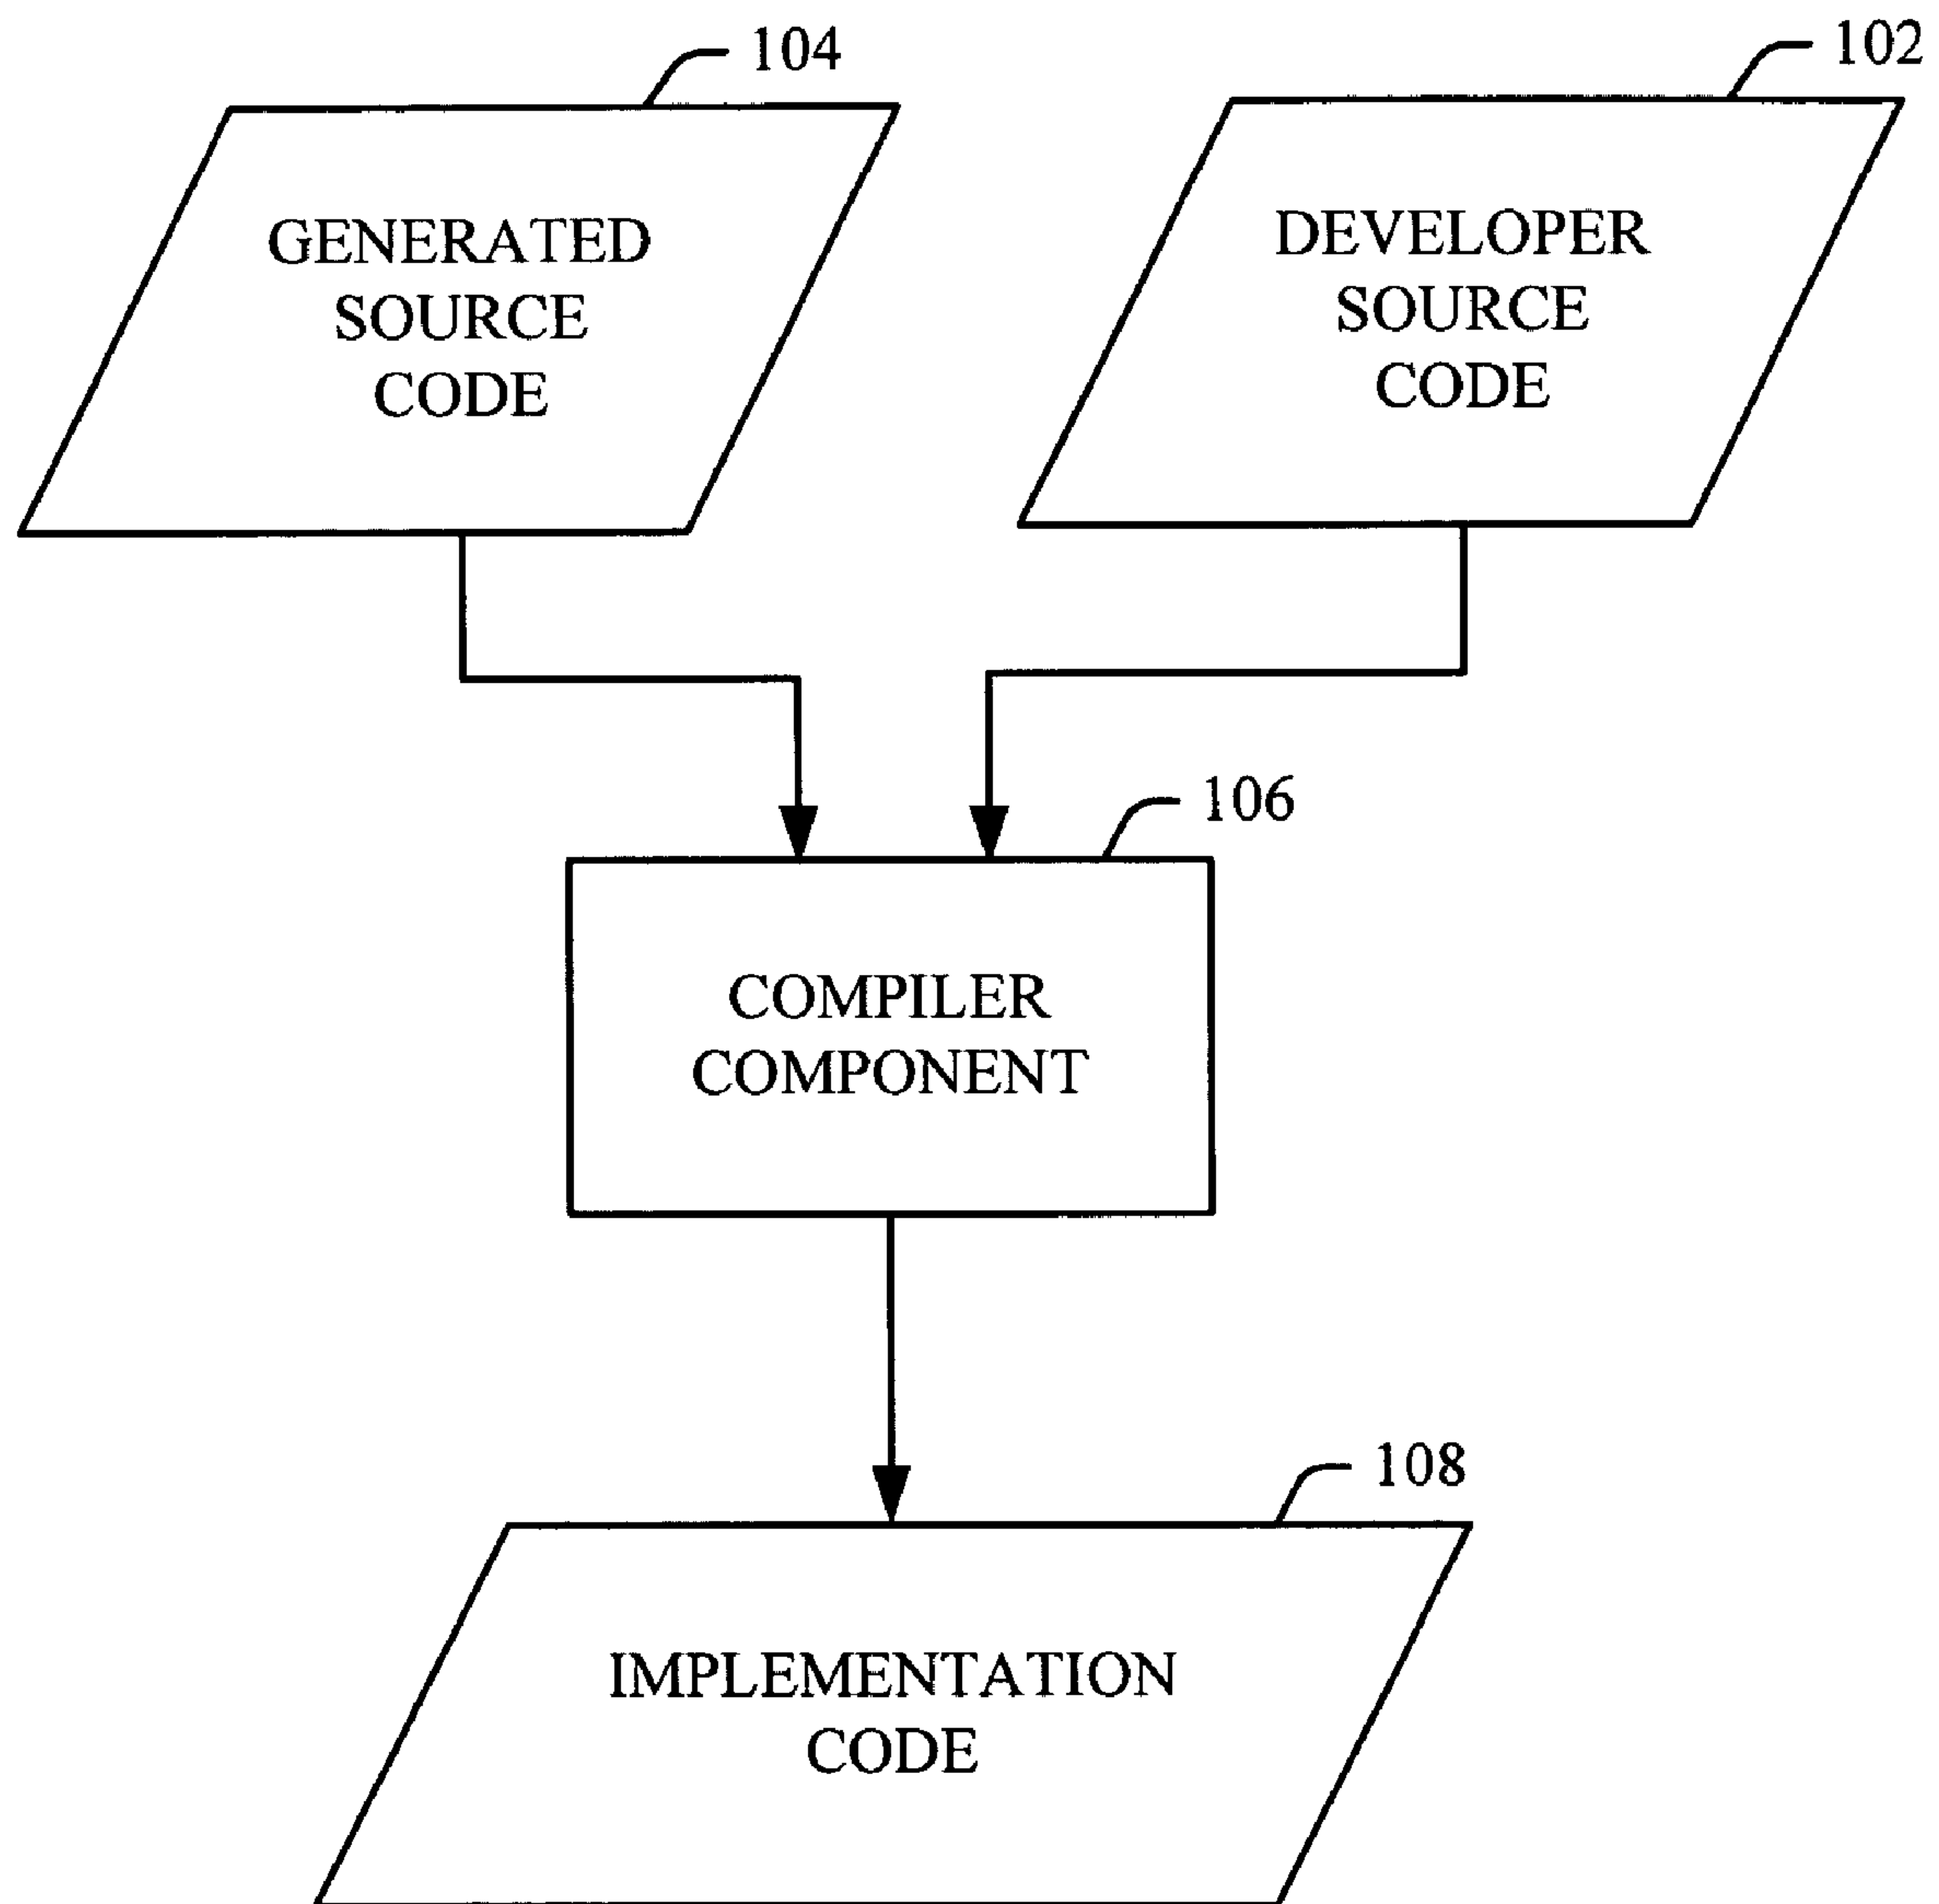 104
102
GENERATED
SOURCE
CODE
DEVELOPER
SOURCE
CODE
106
COMPILER
COMPONENT
108
IMPLEMENTATION
CODE